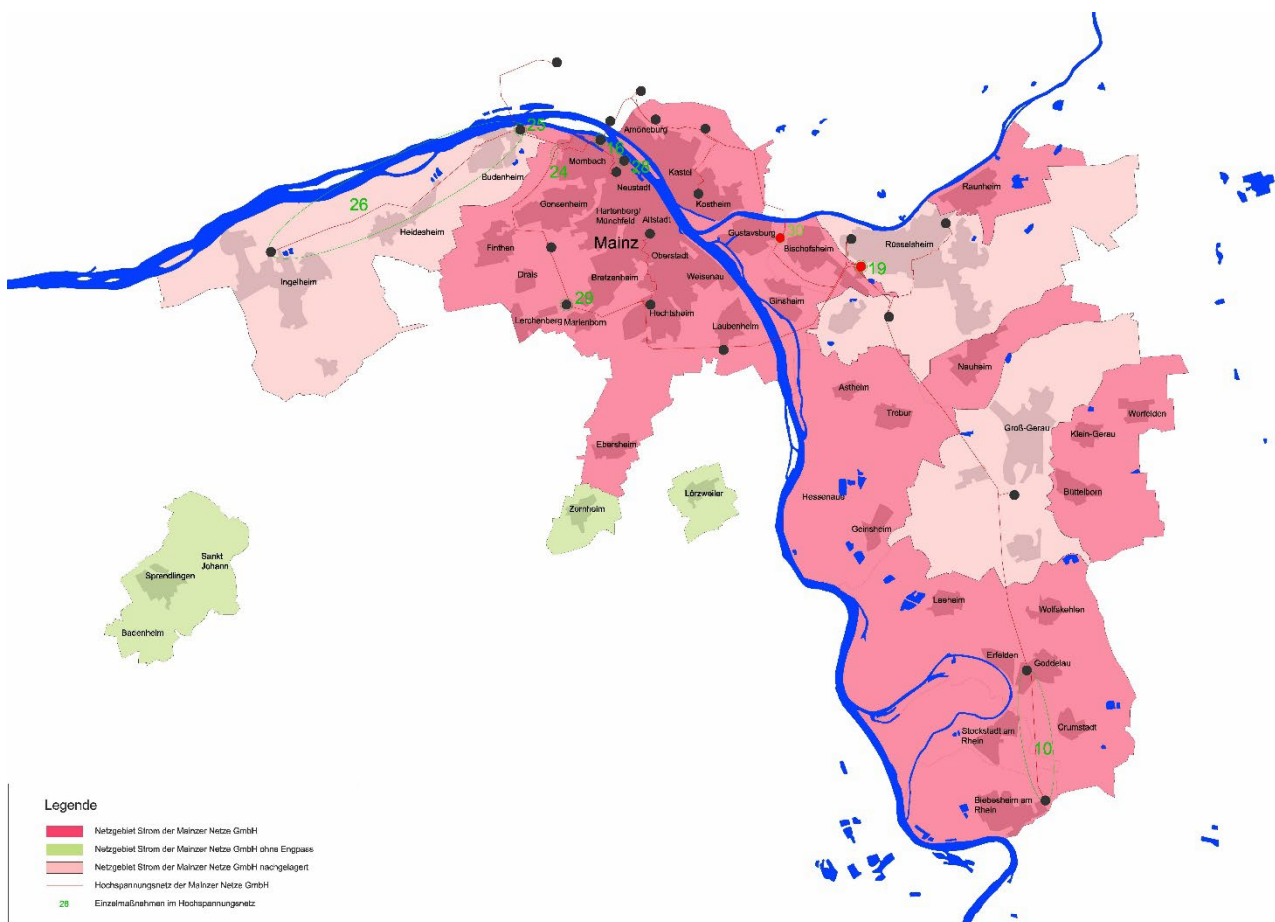 25
Amöneburg
16
Mombach
28
24
Kastel
Budenheim
Neustadt
Raunheim
26
Gonsenheim
Kostheim
Hartenberg/
Münchfeld
Altstadt
Heidesheim
Gustavsburg
Finthen
Mainz
Bischofsheim
Rüsselsheim
Oberstadt
19
Ingelheim
Drais
Bretzenheim
Weisenau
Ginsheim
29
Lerchenberg
Marienborn
Hechtsheim
Laubenheim
Nauheim
Astheim
Trebur
Worfelden
Groß-Gerau
Klein-Gerau
Ebersheim
Lörzweiler
Büttelborn
Hessenaue
Zornheim
Geinsheim
Sankt
Johann
Sprendlingen
Leeheim
Wolfskehlen
Badenheim
Erfelden
Goddelau
Stockstadt am
Rhein
Crumstadt
10
Biebesheim am
Rhein
Legende
Netzgebiet Strom der Mainzer Netze GmbH
Netzgebiet Strom der Mainzer Netze GmbH ohne Engpass
Netzgebiet Strom der Mainzer Netze GmbH nachgelagert
Hochspannungsnetz der Mainzer Netze GmbH
28 Einzelmaßnahmen im Hochspannungsnetz